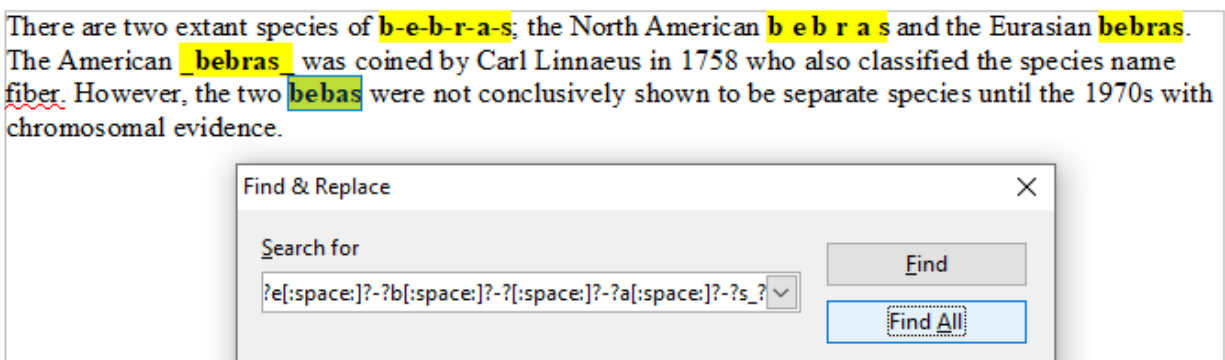 There are two extant species of b-e-b-r-a-s; the North American b e b r a s and the Eurasian bebras.
The American _bebras_ was coined by Carl Linnaeus in 1758 who also classified the species name
fiber. However, the two bebas were not conclusively shown to be separate species until the 1970s with
chromosomal evidence.
Find & Replace
Search for
Find
?e[:space:]?-?b[:space:]?-?[:space:]?-?a[:space:]?-?s_?
Find All